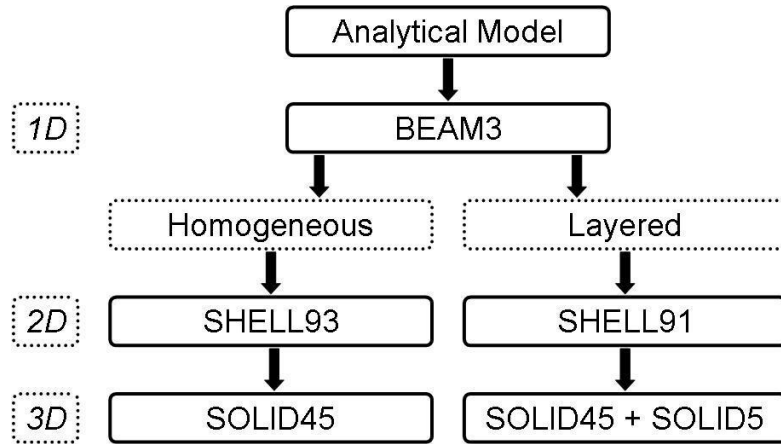 Analytical Model
1D
BEAM3
Homogeneous
Layered
2D
SHELL93
SHELL91
3D
SOLID45
SOLID45 + SOLID5